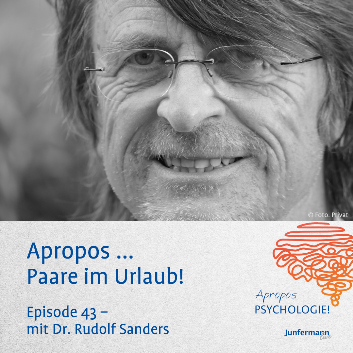 © Foto: Privat
Apropos ...
Paare im Urlaub!
Episode 43 –
mit Dr. Rudolf Sanders
Apropos
PSYCHOLOGIE!
Junfermann